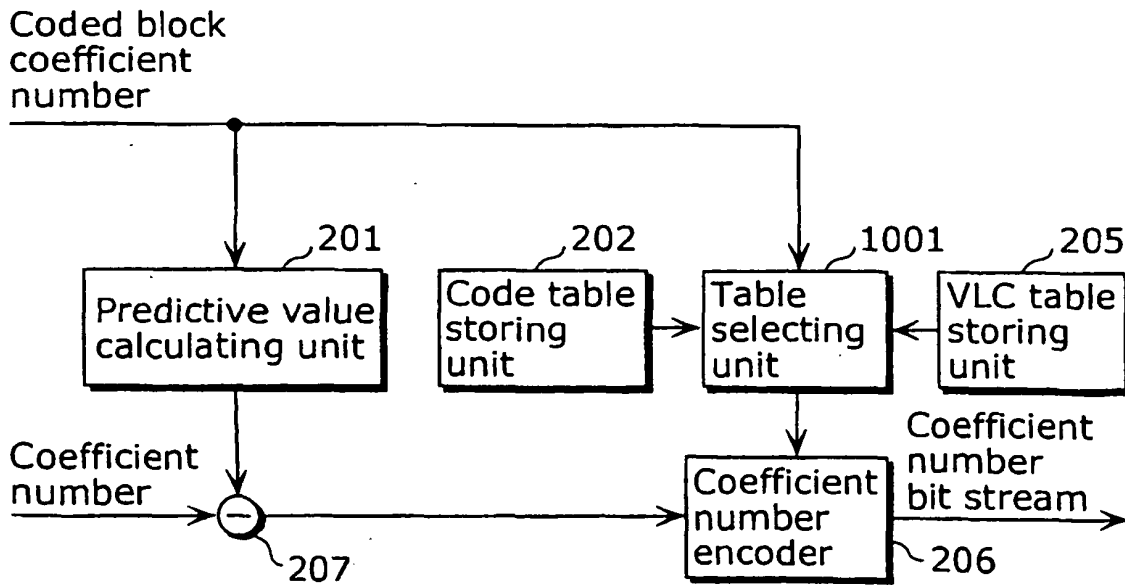 Coded block
coefficient
number
201
202
1001
205
Predictive value
calculating unit
Code table
storing
unit
Table
selecting
unit
VLC table
storing
unit
Coefficient
number
207
Coefficient
number
encoder
206
Coefficient
number
bit stream